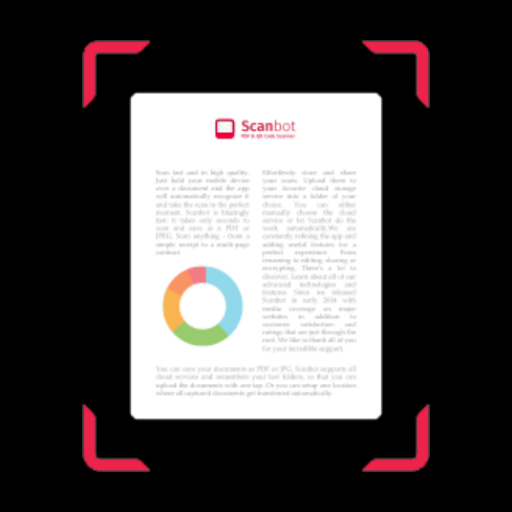 Scanbot
PDF & QR Code Scanner
Scan fast and in high quality.
Just hold your mobile device
over a document and the app
will automatically recognize it
and take the scan in the perfect
moment. Scanbot is blazingly
fast: it takes only seconds to
scan and save as a PDF or
JPEG. Scan anything - from a
simple receipt to a multi-page
contract.
Effortlessly store and share
your scans. Upload them to
your favorite cloud storage
service into a folder of your
choice. You can either
manually choose the cloud
service or let Scanbot do the
work automatically. We are
constantly refining the app and
adding useful features for a
perfect experience. From
renaming to editing, sharing or
encrypting. There's a lot to
discover. Learn about all of our
advanced technologies and
features. Since we released
Scanbot in early 2014 with
media coverage on major
websites in addition to
customer satisfaction and
ratings that are just through the
roof. We like to thank all of you
for your incredible support.
You can save your documents as PDF or JPG. Scanbot supports all
cloud services and remembers your last folders, so that you can
upload the documents with one tap. Or you can setup one location
where all captured documents get transferred automatically.